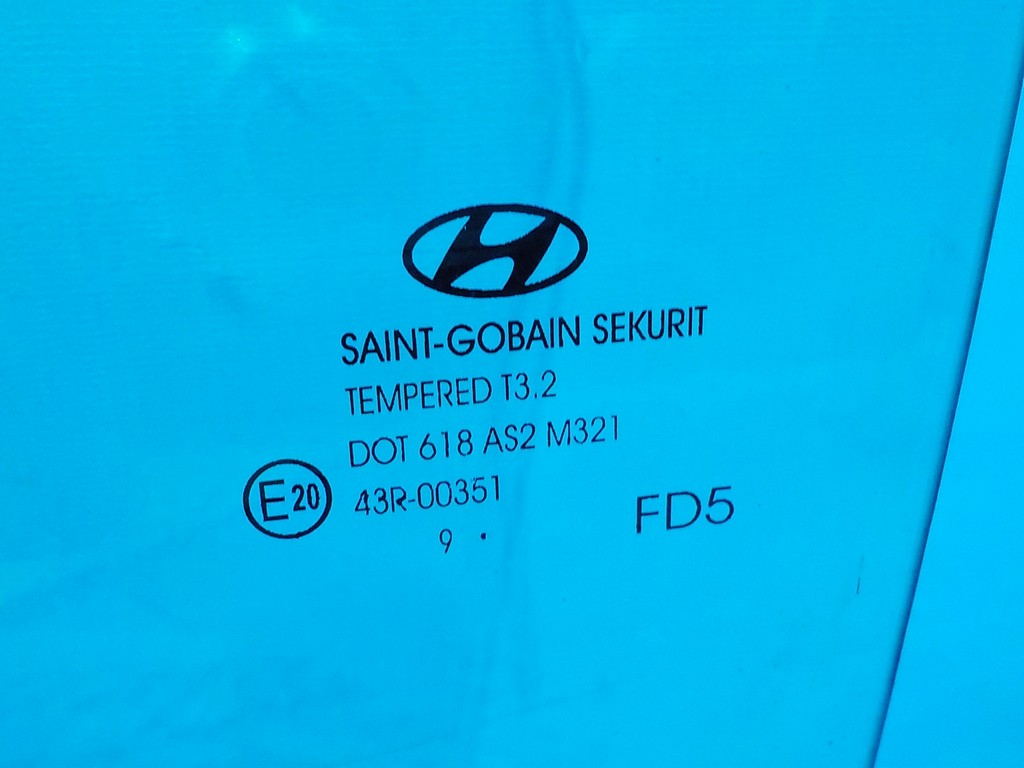 SAINT-GOBAIN SEKURIT
TEMPERED T3.2
DOT 618 AS2 M321
E20 43R-00351
9 . FD5